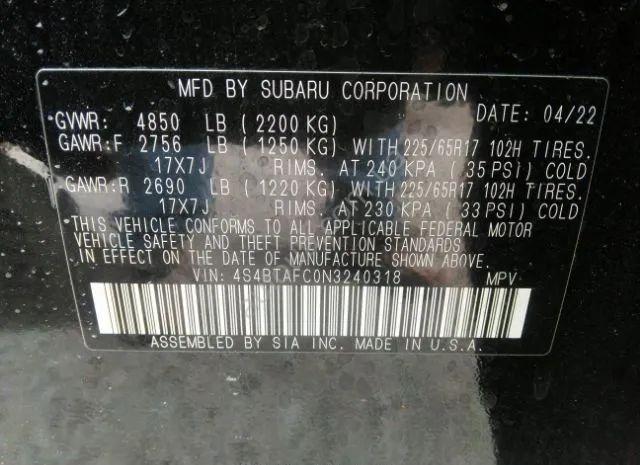 MFD BY SUBARU CORPORATION
DATE: 04/22
GVWR: 4850 LB (2200 KG)
GAWR:F 2756 LB (1250 KG) WITH 225/65R17 102H TIRES.
17X7J RIMS. AT 240 KPA (35 PSI) COLD
GAWR:R 2690 LB (1220 KG) WITH 225/65R17 102H TIRES.
17X7J RIMS. AT 230 KPA (33 PSI) COLD
THIS VEHICLE CONFORMS TO ALL APPLICABLE FEDERAL MOTOR
VEHICLE SAFETY AND THEFT PREVENTION STANDARDS
IN EFFECT ON THE DATE OF MANUFACTURE SHOWN ABOVE.
VIN: 4S4BTAFC0N3240318 MPV
ASSEMBLED BY SIA INC. MADE IN U.S.A.